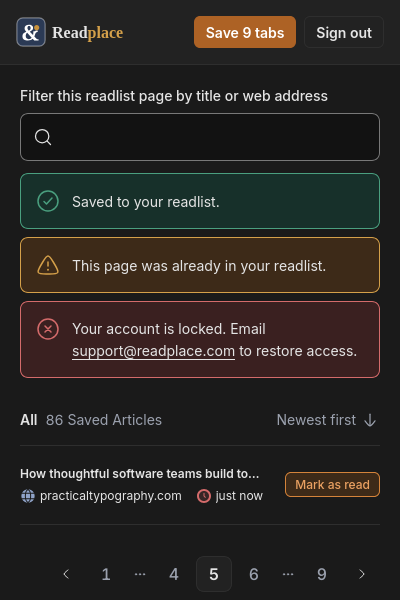 & Readplace
Save 9 tabs
Sign out
Filter this readlist page by title or web address
Saved to your readlist.
This page was already in your readlist.
Your account is locked. Email
support@readplace.com to restore access.
All 86 Saved Articles
Newest first
How thoughtful software teams build to...
Mark as read
practicaltypography.com
just now
1 ... 4 5 6 ... 9